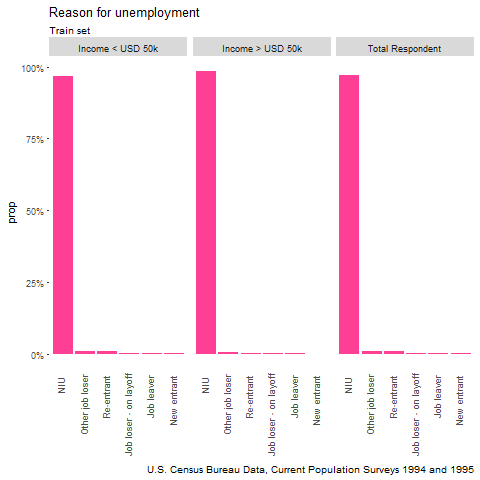 Reason for unemployment
Train set
Income < USD 50k
Income > USD 50k
Total Respondent
100%
75%
50%
25%
0%
prop
NIU
Other job loser
Re-entrant
Job loser - on layoff
Job leaver
New entrant
NIU
Other job loser
Re-entrant
Job loser - on layoff
Job leaver
New entrant
NIU
Other job loser
Re-entrant
Job loser - on layoff
Job leaver
New entrant
U.S. Census Bureau Data, Current Population Surveys 1994 and 1995